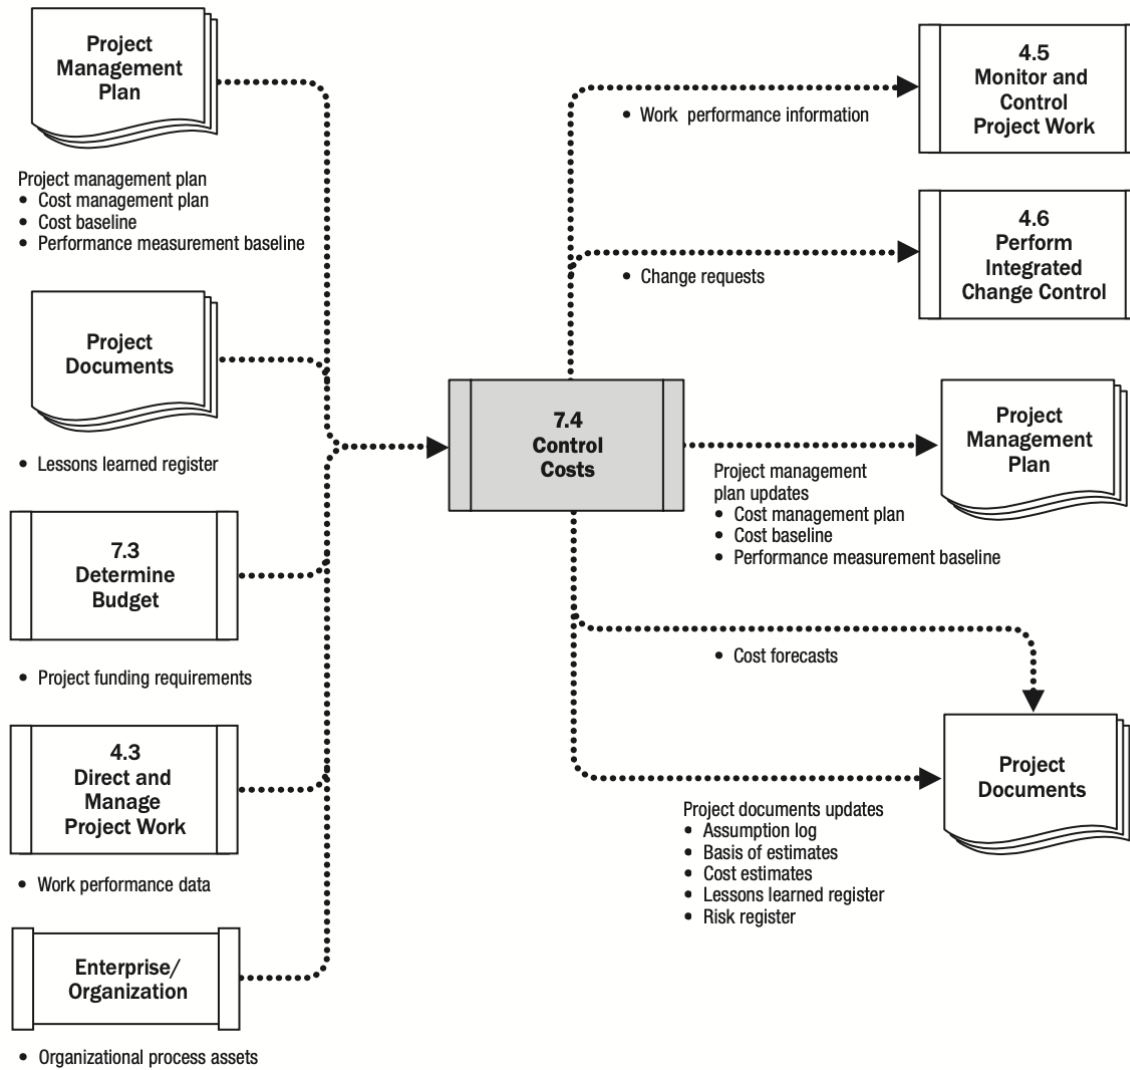 Project
Management
Plan
Project management plan
• Cost management plan
• Cost baseline
• Performance measurement baseline
Project
Documents
• Lessons learned register
7.3
Determine
Budget
• Project funding requirements
4.3
Direct and
Manage
Project Work
• Work performance data
Enterprise/
Organization
• Organizational process assets
7.4
Control
Costs
• Work performance information
4.5
Monitor and
Control
Project Work
• Change requests
4.6
Perform
Integrated
Change Control
Project management
plan updates
• Cost management plan
• Cost baseline
• Performance measurement baseline
Project
Management
Plan
• Cost forecasts
Project documents updates
• Assumption log
• Basis of estimates
• Cost estimates
• Lessons learned register
• Risk register
Project
Documents